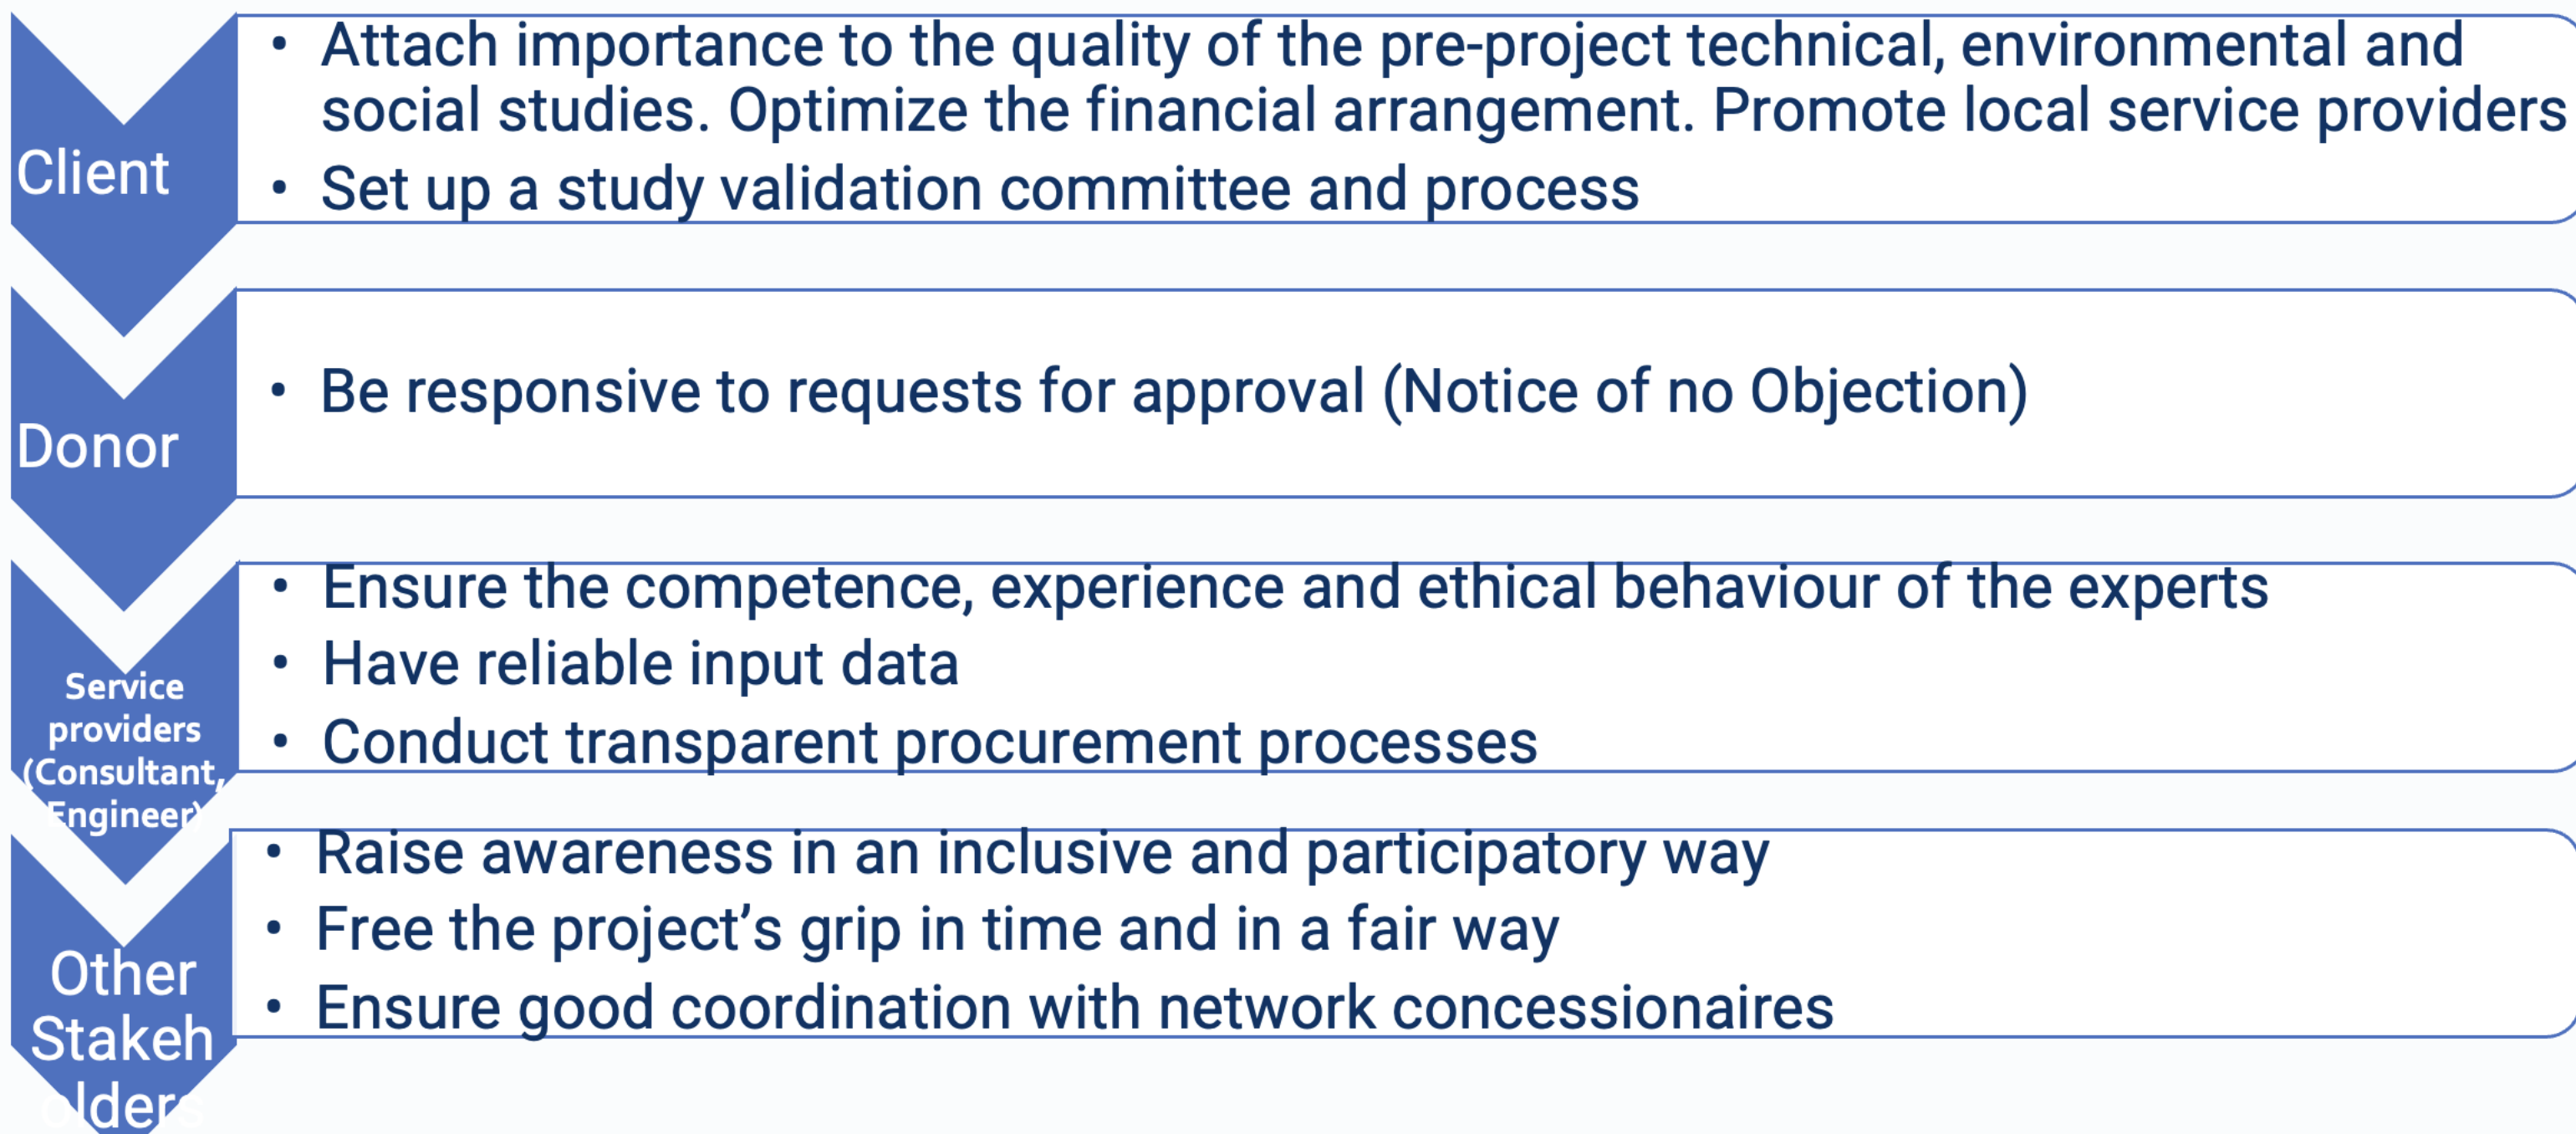 Client
• Attach importance to the quality of the pre-project technical, environmental and
social studies. Optimize the financial arrangement. Promote local service providers
• Set up a study validation committee and process
Donor
• Be responsive to requests for approval (Notice of no Objection)
Service
providers
(Consultant,
Engineer)
• Ensure the competence, experience and ethical behaviour of the experts
• Have reliable input data
• Conduct transparent procurement processes
Other
Stakeh
olders
• Raise awareness in an inclusive and participatory way
• Free the project’s grip in time and in a fair way
• Ensure good coordination with network concessionaires